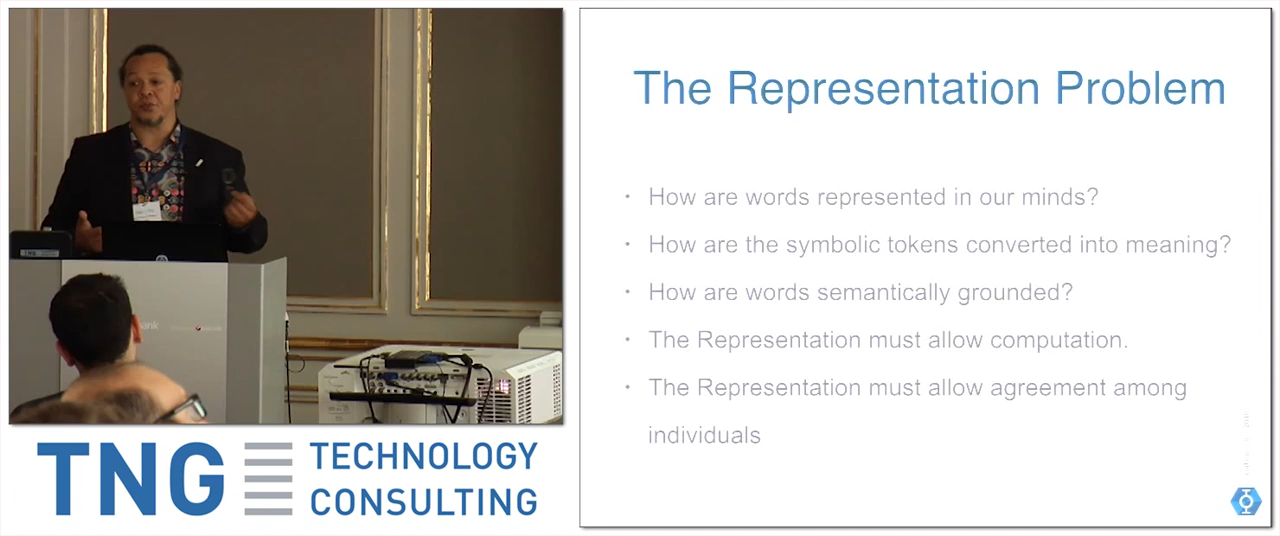 The Representation Problem
· How are words represented in our minds?
· How are the symbolic tokens converted into meaning?
· How are words semantically grounded?
· The Representation must allow computation.
· The Representation must allow agreement among
individuals
TNG
bank
TNG TECHNOLOGY
CONSULTING